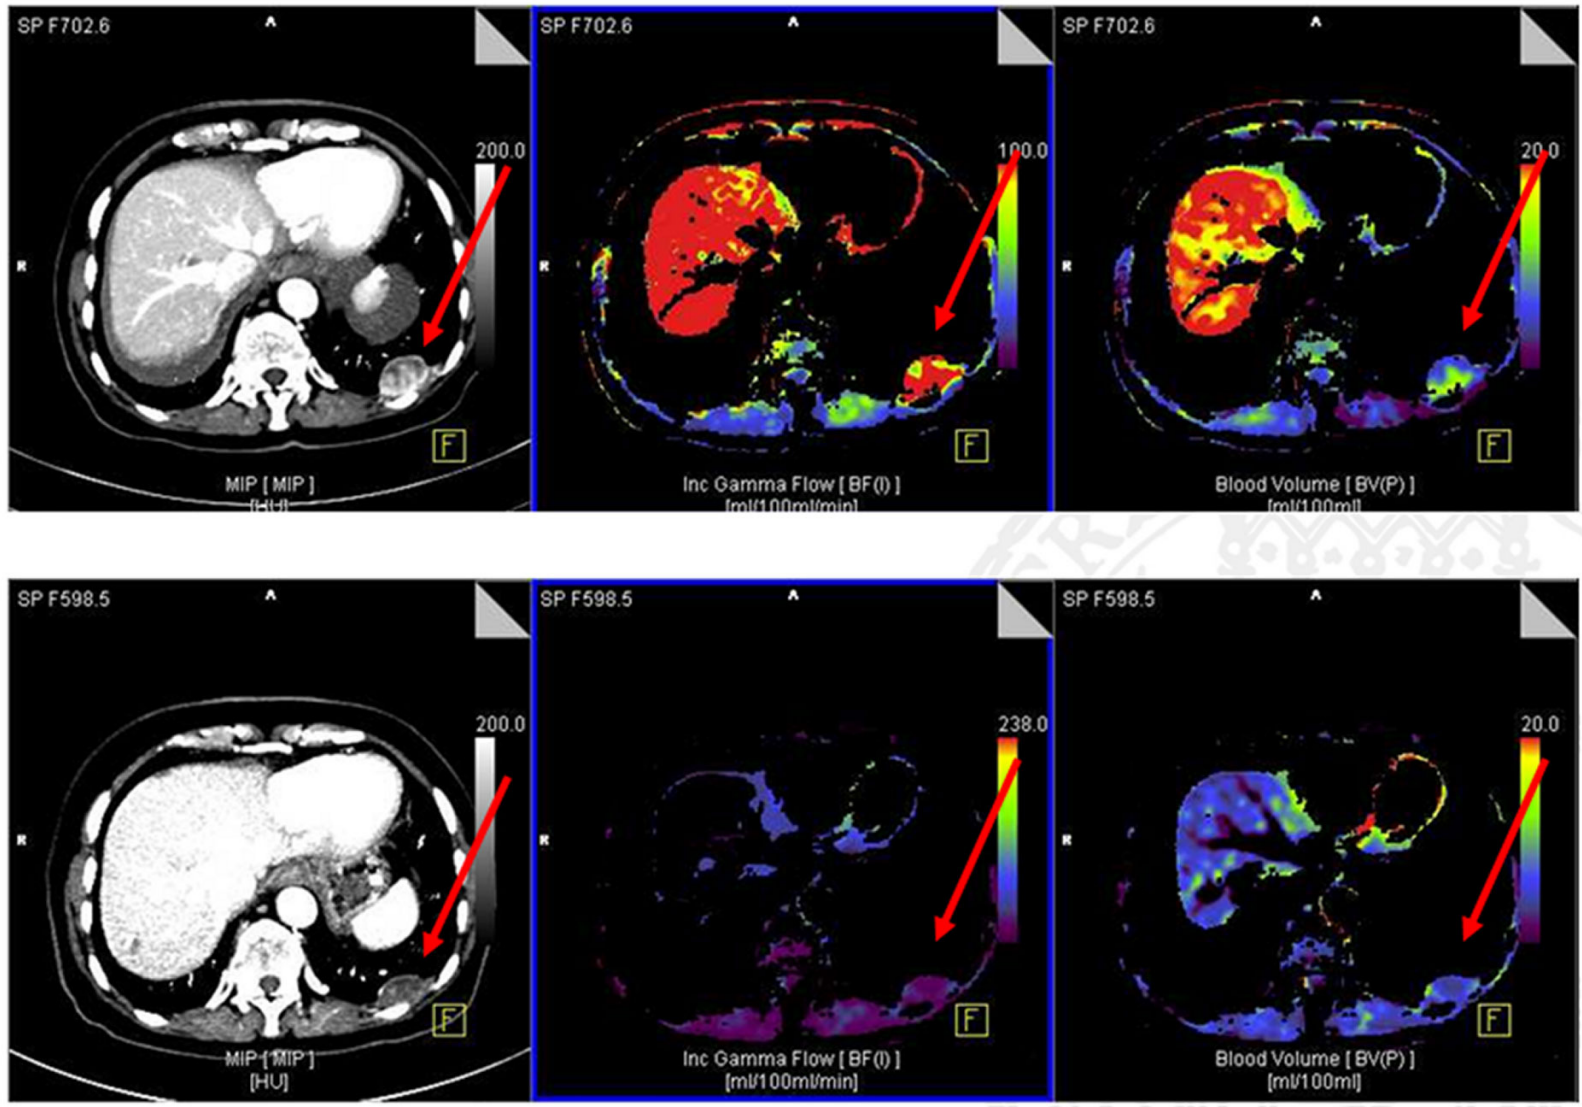 SP F702.6
A
200.0
R
F
MIP [ MIP ]
[HU]
SP F702.6
A
100.0
R
F
Inc Gamma Flow [ BF(I) ]
[ml/100ml/min]
SP F702.6
A
20.0
R
F
Blood Volume [ BV(P) ]
[ml/100ml]
SP F598.5
A
200.0
R
F
MIP [ MIP ]
[HU]
SP F598.5
A
238.0
R
F
Inc Gamma Flow [ BF(I) ]
[ml/100ml/min]
SP F598.5
A
20.0
R
F
Blood Volume [ BV(P) ]
[ml/100ml]